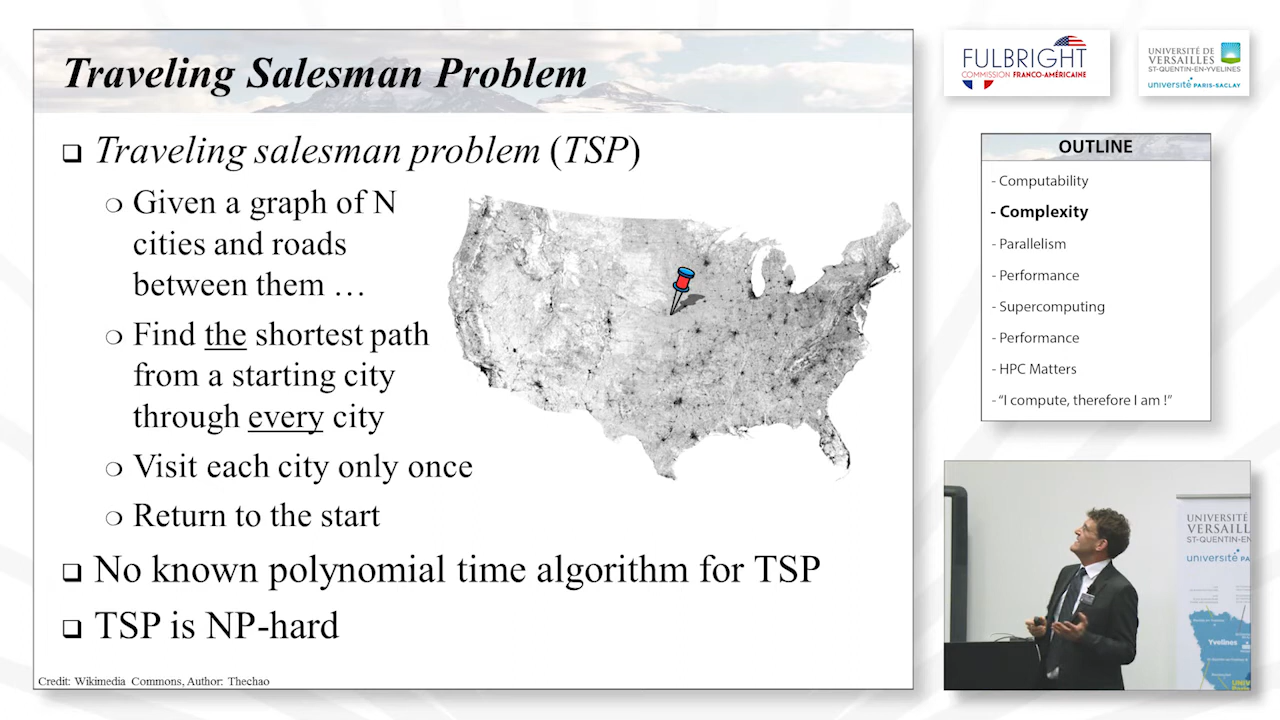 Traveling Salesman Problem
❑ Traveling salesman problem (TSP)
❍ Given a graph of N
cities and roads
between them …
❍ Find the shortest path
from a starting city
through every city
❍ Visit each city only once
❍ Return to the start
❑ No known polynomial time algorithm for TSP
❑ TSP is NP-hard
Credit: Wikimedia Commons, Author: Thechao
FULBRIGHT
COMMISSION FRANCO-AMÉRICAINE
UNIVERSITÉ DE
VERSAILLES
ST-QUENTIN-EN-YVELINES
université PARIS-SACLAY
OUTLINE
- Computability
- Complexity
- Parallelism
- Performance
- Supercomputing
- Performance
- HPC Matters
- “I compute, therefore I am !”
UNIVERSITÉ
VERSAILL
ST-QUENTIN-EN-
université PA
Yvelines